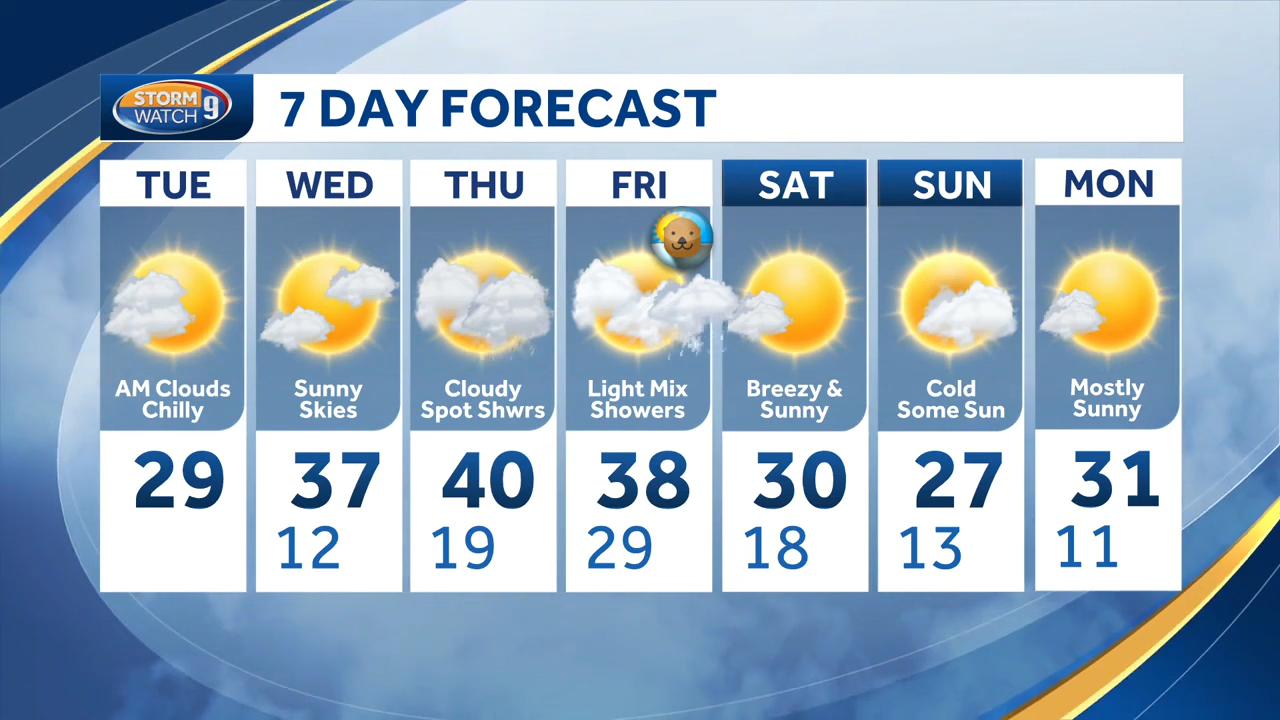 STORM
WATCH 9
7 DAY FORECAST
TUE
WED
THU
FRI
SAT
SUN
MON
AM Clouds
Chilly
Sunny
Skies
Cloudy
Spot Shwrs
Light Mix
Showers
Breezy &
Sunny
Cold
Some Sun
Mostly
Sunny
29
37
40
38
30
27
31
12
19
29
18
13
11